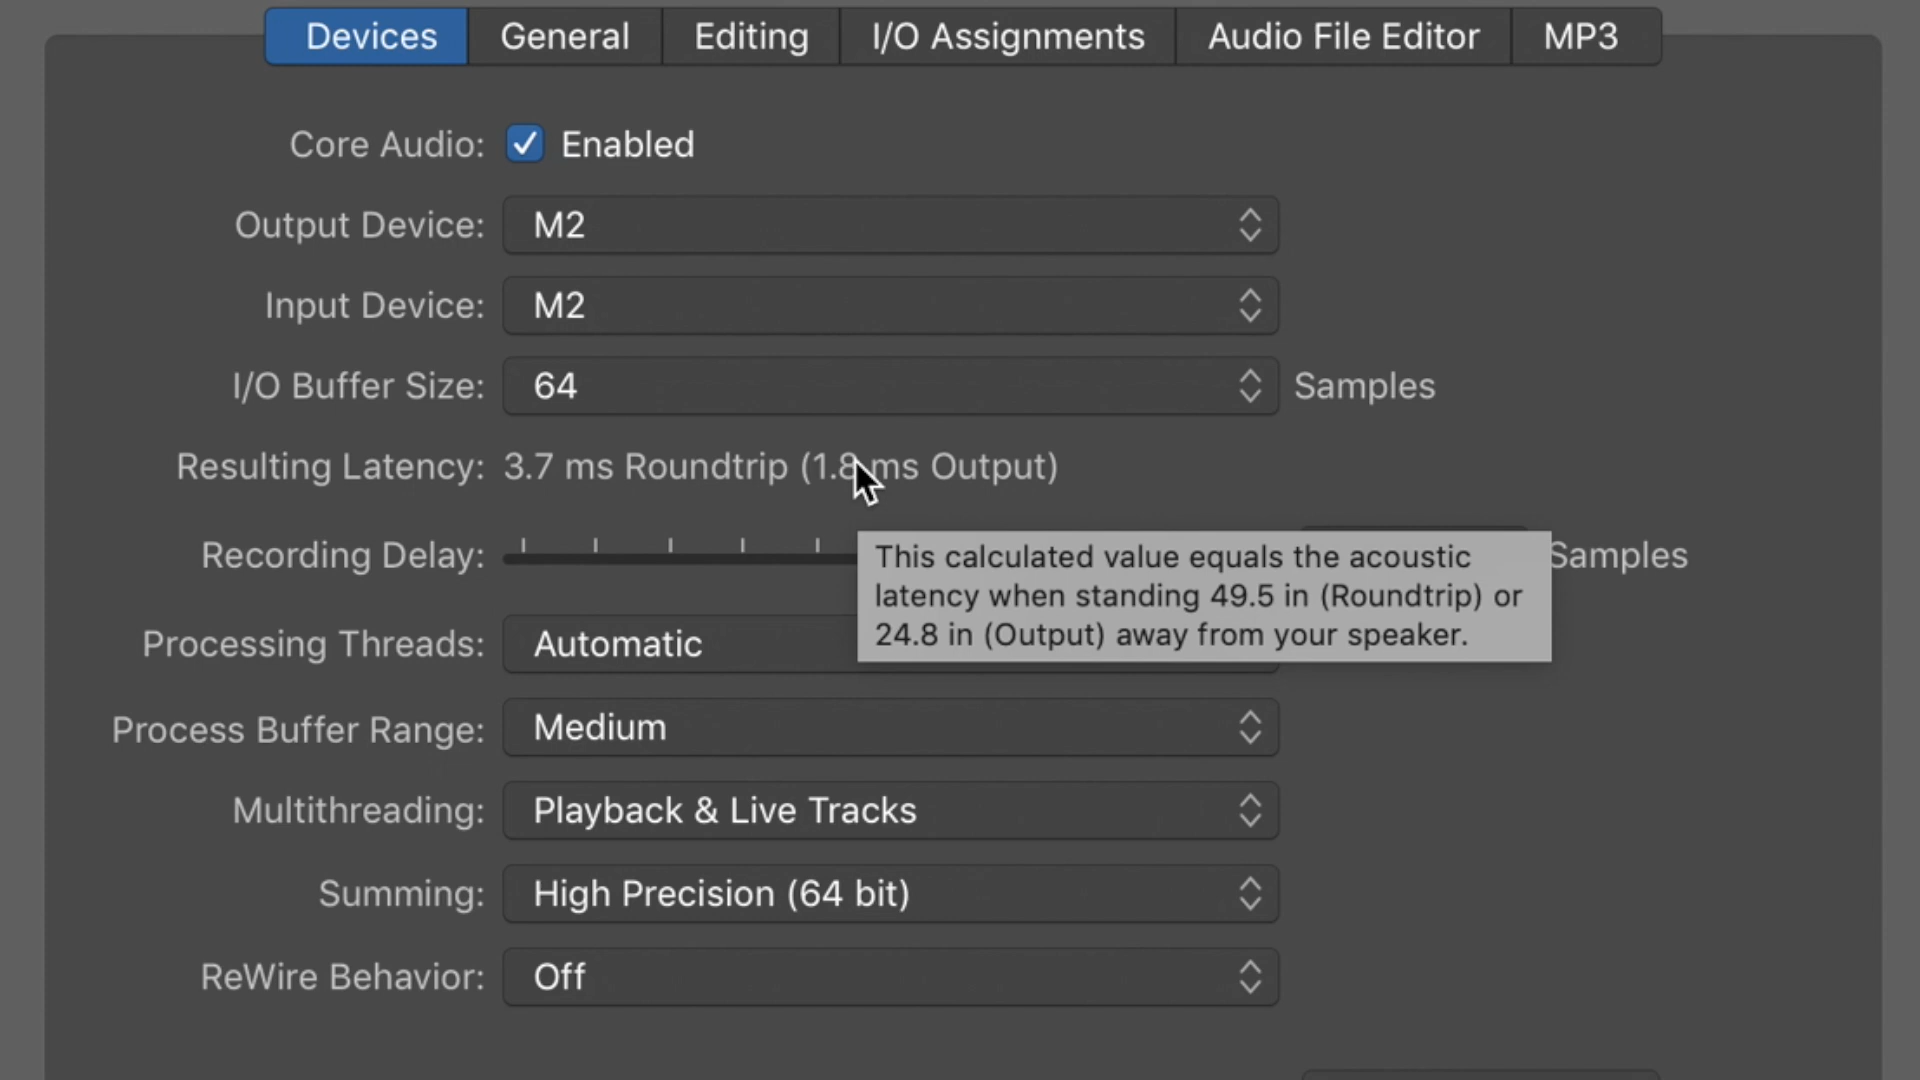 Devices General Editing I/O Assignments Audio File Editor MP3
Core Audio: Enabled
Output Device: M2
Input Device: M2
I/O Buffer Size: 64 Samples
Resulting Latency: 3.7 ms Roundtrip (1.8 ms Output)
Recording Delay: Samples
This calculated value equals the acoustic
latency when standing 49.5 in (Roundtrip) or
24.8 in (Output) away from your speaker.
Processing Threads: Automatic
Process Buffer Range: Medium
Multithreading: Playback & Live Tracks
Summing: High Precision (64 bit)
ReWire Behavior: Off